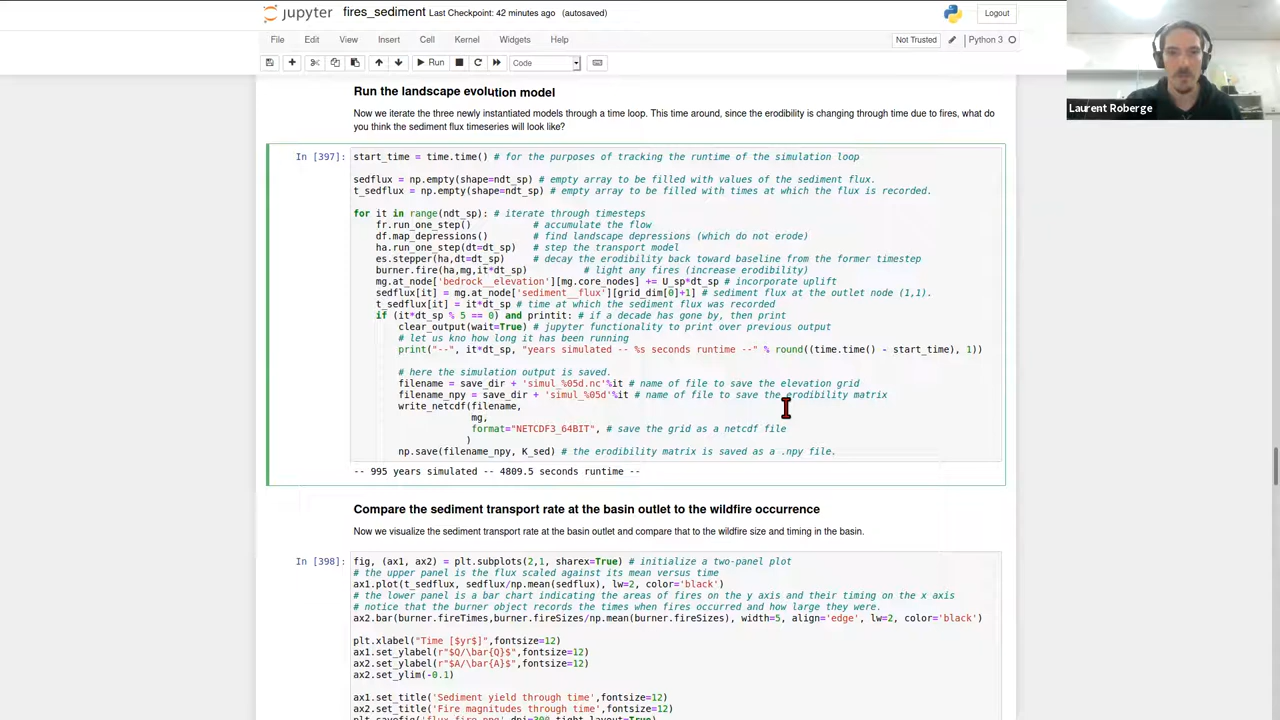 jupyter fires_sediment Last Checkpoint: 42 minutes ago (autosaved) Logout
File Edit View Insert Cell Kernel Widgets Help Not Trusted Python 3
Run Code
Laurent Roberge
Run the landscape evolution model
Now we iterate the three newly instantiated models through a time loop. This time around, since the erodibility is changing through time due to fires, what do
you think the sediment flux timeseries will look like?
In [397]: start_time = time.time() # for the purposes of tracking the runtime of the simulation loop
sedflux = np.empty(shape=ndt_sp) # empty array to be filled with values of the sediment flux.
t_sedflux = np.empty(shape=ndt_sp) # empty array to be filled with times at which the flux is recorded.
for it in range(ndt_sp): # iterate through timesteps
fr.run_one_step() # accumulate the flow
df.map_depressions() # find landscape depressions (which do not erode)
ha.run_one_step(dt=dt_sp) # step the transport model
es.stepper(ha,dt=dt_sp) # decay the erodibility back toward baseline from the former timestep
burner.fire(ha,mg,it*dt_sp) # light any fires (increase erodibility)
mg.at_node['bedrock__elevation'][mg.core_nodes] += U_sp*dt_sp # incorporate uplift
sedflux[it] = mg.at_node['sediment__flux'][grid_dim[0]+1] # sediment flux at the outlet node (1,1).
t_sedflux[it] = it*dt_sp # time at which the sediment flux was recorded
if (it*dt_sp % 5 == 0) and printit: # if a decade has gone by, then print
clear_output(wait=True) # jupyter functionality to print over previous output
# let us kno how long it has been running
print("--", it*dt_sp, "years simulated -- %s seconds runtime --" % round((time.time() - start_time), 1))
# here the simulation output is saved.
filename = save_dir + 'simul_%05d.nc'%it # name of file to save the elevation grid
filename_npy = save_dir + 'simul_%05d'%it # name of file to save the erodibility matrix
write_netcdf(filename,
mg,
format="NETCDF3_64BIT", # save the grid as a netcdf file
)
np.save(filename_npy, K_sed) # the erodibility matrix is saved as a .npy file.
-- 995 years simulated -- 4809.5 seconds runtime --
Compare the sediment transport rate at the basin outlet to the wildfire occurrence
Now we visualize the sediment transport rate at the basin outlet and compare that to the wildfire size and timing in the basin.
In [398]: fig, (ax1, ax2) = plt.subplots(2,1, sharex=True) # initialize a two-panel plot
# the upper panel is the flux scaled against its mean versus time
ax1.plot(t_sedflux, sedflux/np.mean(sedflux), lw=2, color='black')
# the lower panel is a bar chart indicating the areas of fires on the y axis and their timing on the x axis
# notice that the burner object records the times when fires occurred and how large they were.
ax2.bar(burner.fireTimes,burner.fireSizes/np.mean(burner.fireSizes), width=5, align='edge', lw=2, color='black')
plt.xlabel("Time [$yr$]",fontsize=12)
ax1.set_ylabel(r"$Q/\bar{Q}$",fontsize=12)
ax2.set_ylabel(r"$A/\bar{A}$",fontsize=12)
ax2.set_ylim(-0.1)
ax1.set_title('Sediment yield through time',fontsize=12)
ax2.set_title('Fire magnitudes through time',fontsize=12)
plt.savefig('flux_fire.png',dpi=300,tight_layout=True)